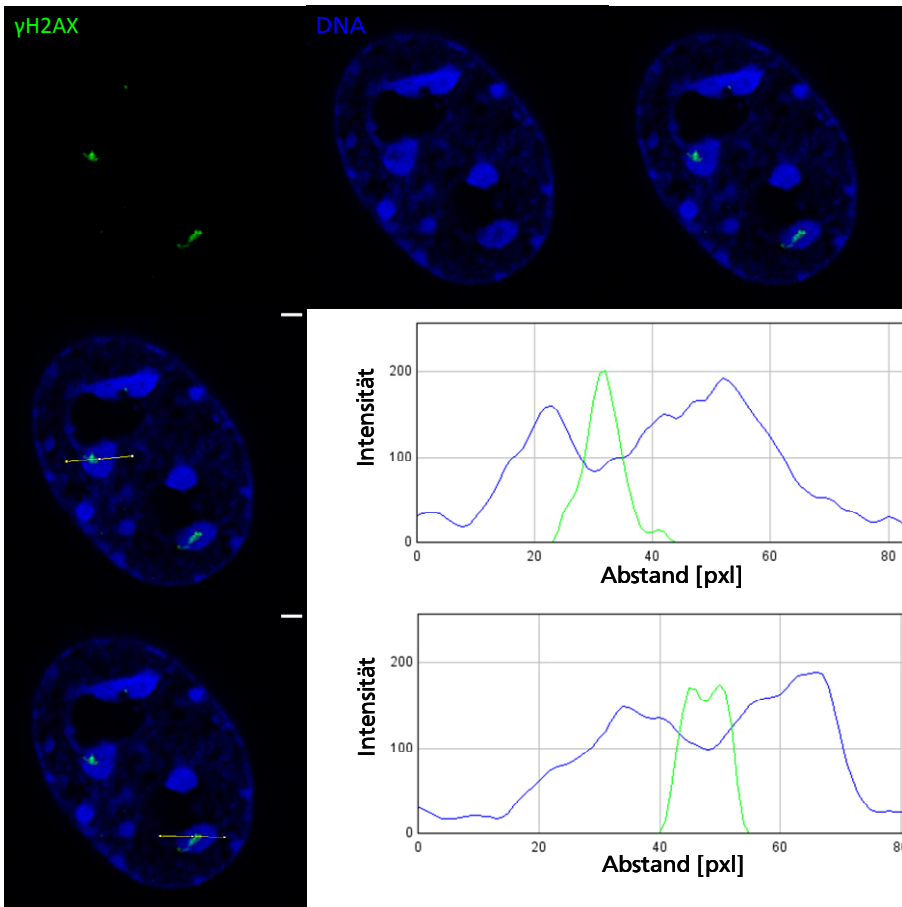 γH2AX
DNA
Intensität
200
100
0
0
20
40
60
80
Abstand [pxl]
Intensität
200
100
0
0
20
40
60
80
Abstand [pxl]